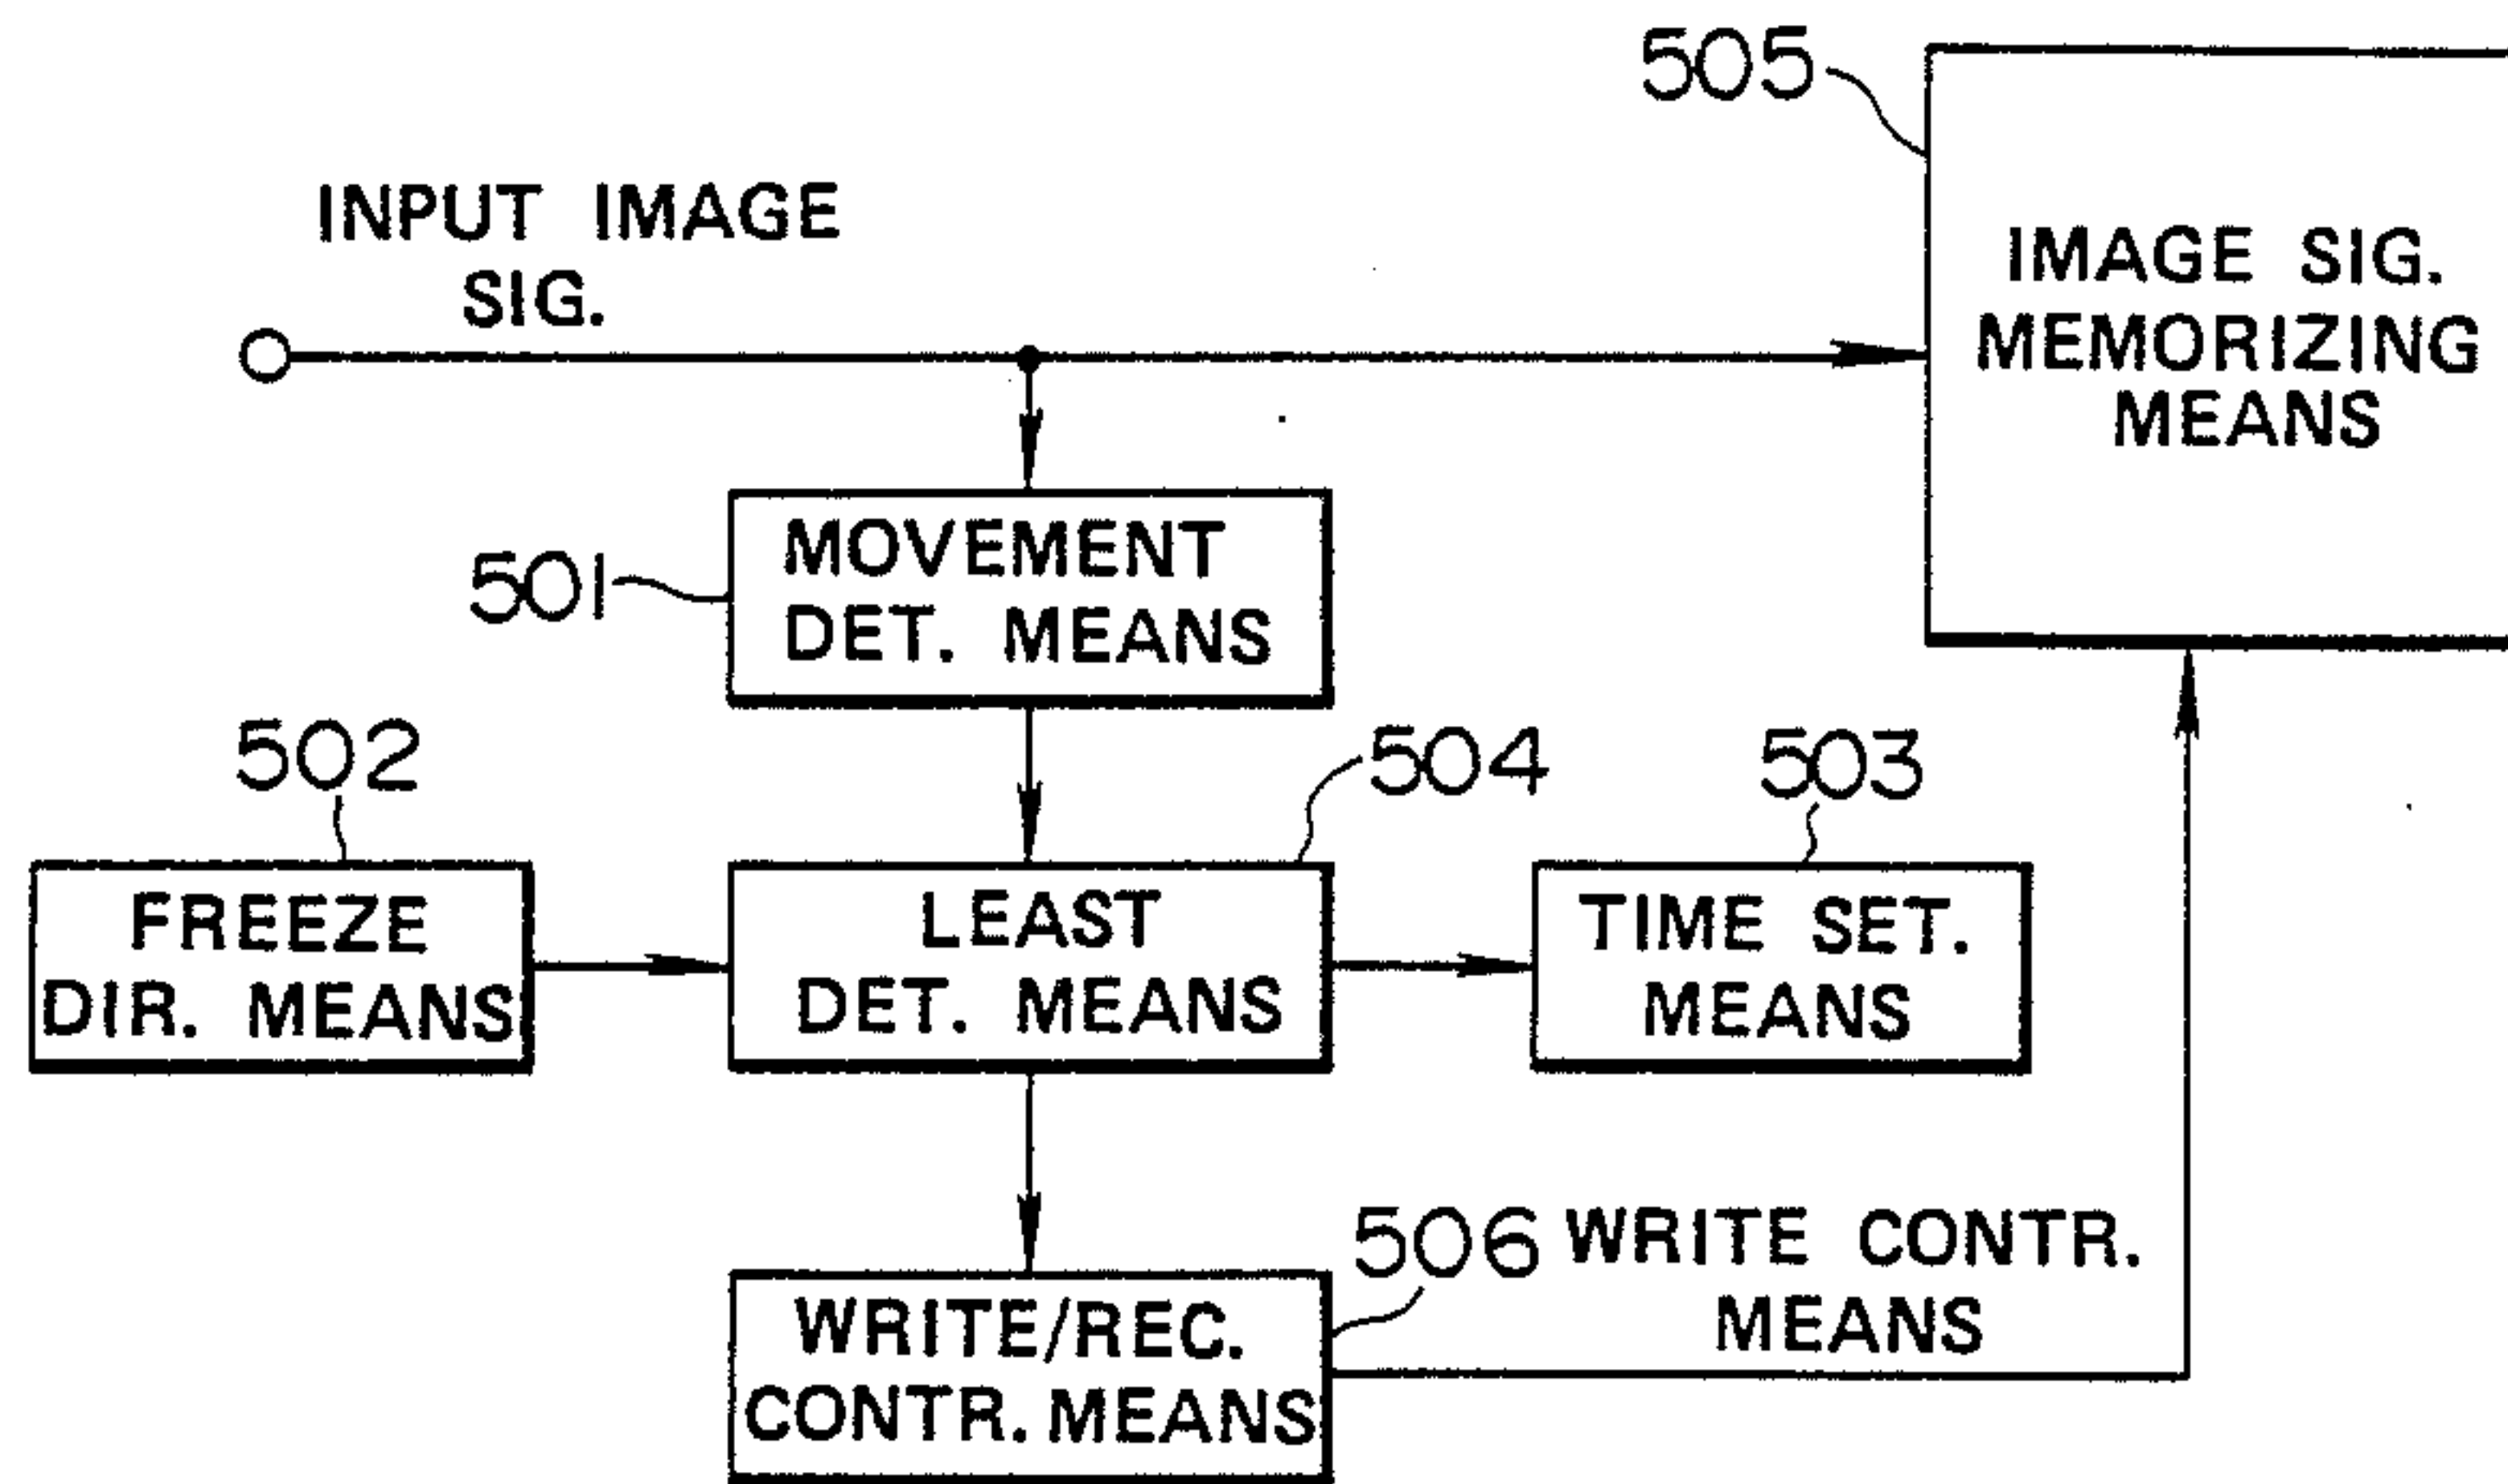 505
INPUT IMAGE
SIG.
IMAGE SIG.
MEMORIZING
MEANS
501
MOVEMENT
DET. MEANS
502
504
503
FREEZE
DIR. MEANS
LEAST
DET. MEANS
TIME SET.
MEANS
506
WRITE CONTR.
MEANS
WRITE/REC.
CONTR. MEANS